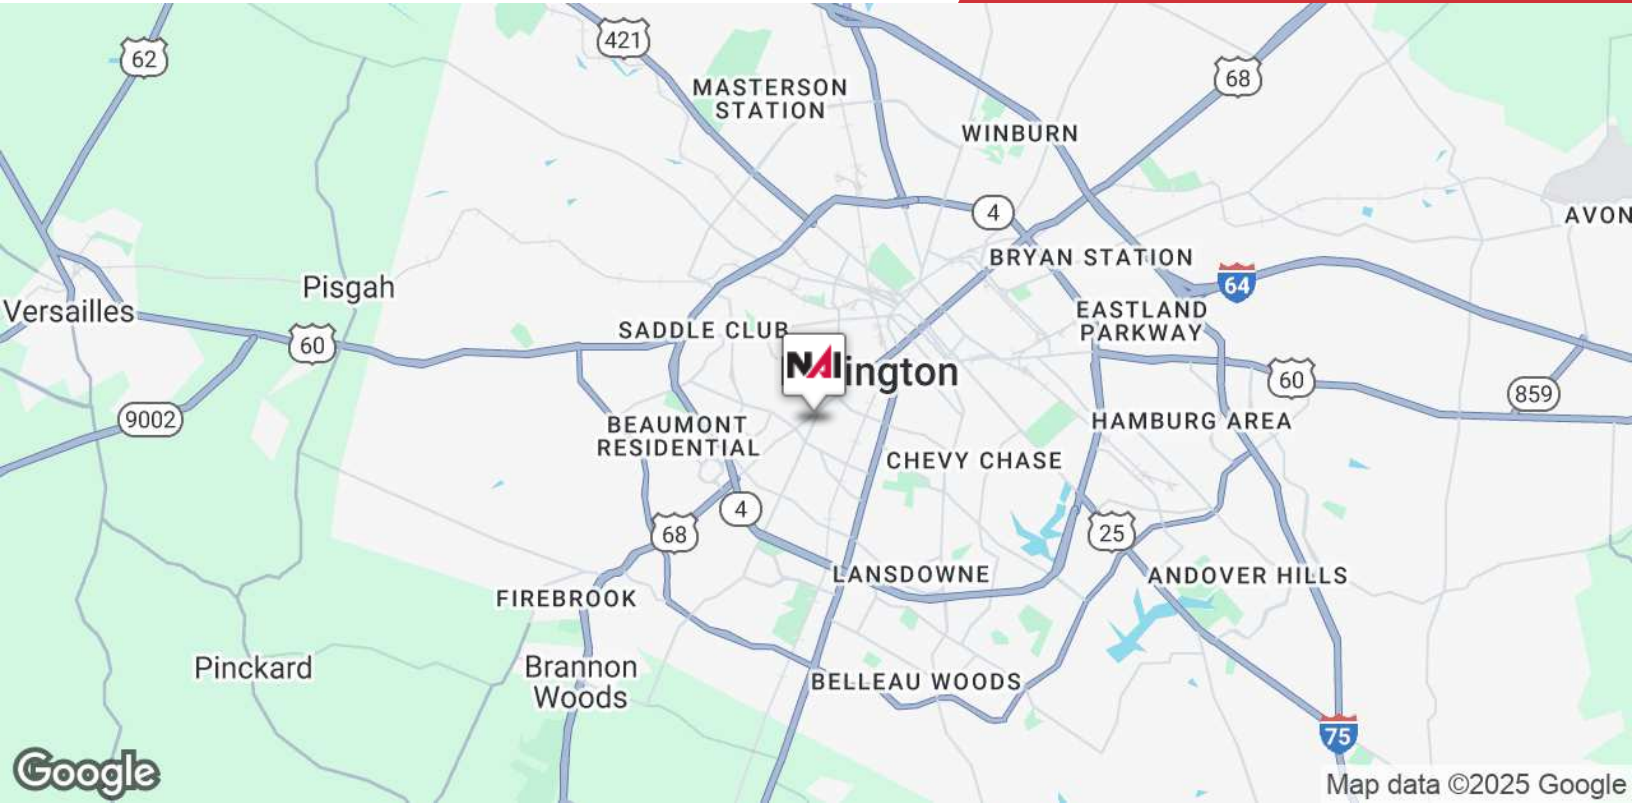 421
62
68
MASTERSON
STATION
WINBURN
4
AVON
BRYAN STATION
64
Pisgah
Versailles
EASTLAND
PARKWAY
SADDLE CLUB
60
NAI
ington
60
859
9002
HAMBURG AREA
BEAUMONT
RESIDENTIAL
CHEVY CHASE
4
68
25
LANSDOWNE
ANDOVER HILLS
FIREBROOK
Pinckard
Brannon
Woods
BELLEAU WOODS
75
Google
Map data ©2025 Google